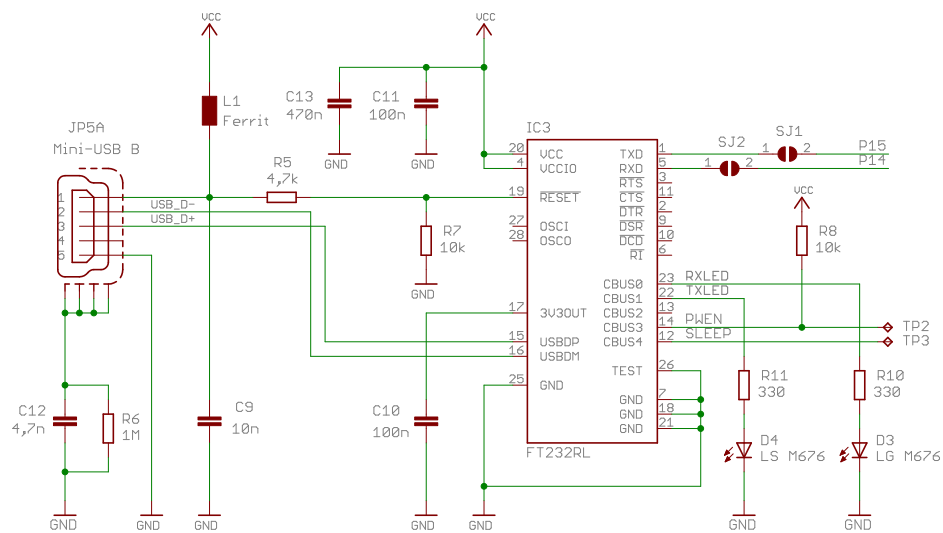 VCC
VCC
L1
Ferrit
C13
470n
C11
100n
GND
GND
JP5A
Mini-USB B
1
2
3
4
5
USB_D-
USB_D+
R5
4,7k
R7
10k
GND
IC3
20 VCC TXD 1
4 VCCIO RXD 5
RTS 3
19 RESET CTS 11
DTR 2
27 OSCI DSR 9
28 OSCO DCD 10
RI 6
CBUS0 23 RXLED
CBUS1 22 TXLED
17 3V3OUT CBUS2 13
CBUS3 14 PWEN
15 USBDP CBUS4 12 SLEEP
16 USBDM
TEST 26
25 GND
GND 7
GND 18
GND 21
FT232RL
SJ2
1 2
SJ1
1 2
P15
P14
VCC
R8
10k
TP2
TP3
R11
330
R10
330
D4
LS M676
D3
LG M676
C12
4,7n
R6
1M
C9
10n
C10
100n
GND
GND
GND
GND
GND
GND
GND